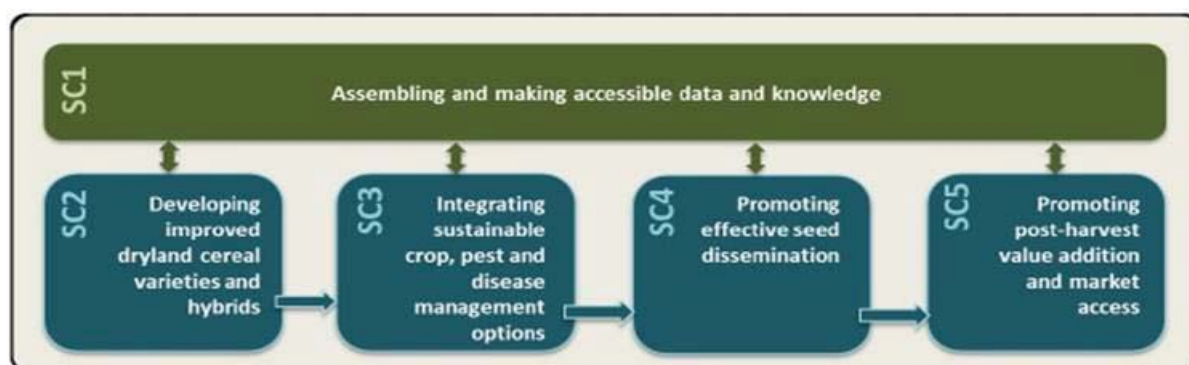 SC1
Assembling and making accessible data and knowledge
SC2
Developing
improved
dryland cereal
varieties and
hybrids
SC3
Integrating
sustainable
crop, pest and
disease
management
options
SC4
Promoting
effective seed
dissemination
SC5
Promoting
post-harvest
value addition
and market
access